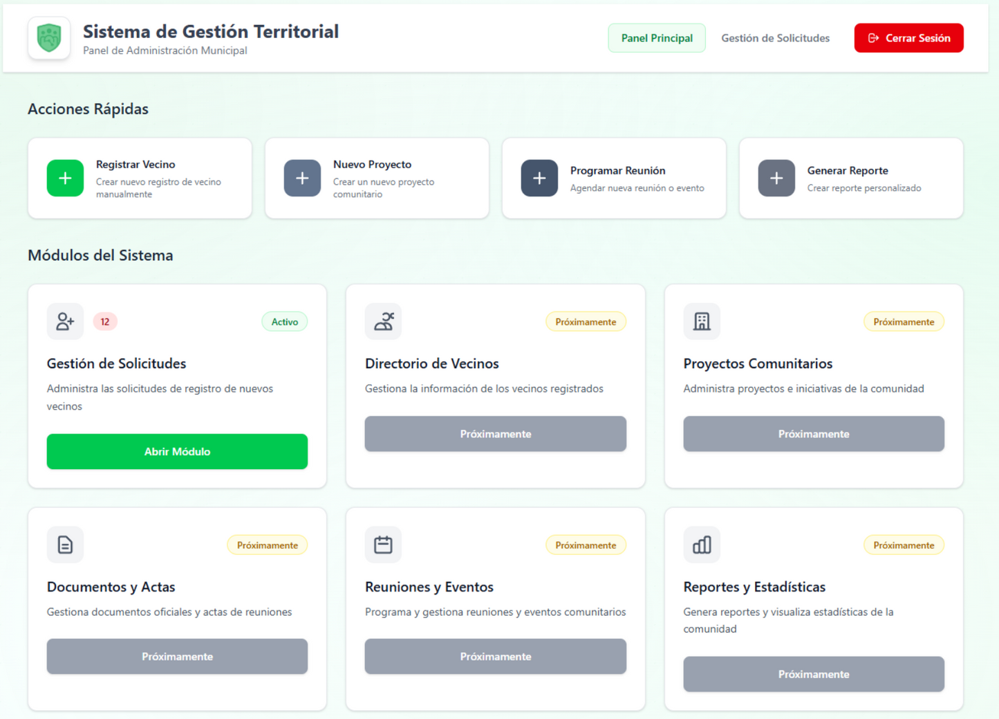 Sistema de Gestión Territorial
Panel de Administración Municipal
Panel Principal
Gestión de Solicitudes
Cerrar Sesión
Acciones Rápidas
Registrar Vecino
Crear nuevo registro de vecino
manualmente
Nuevo Proyecto
Crear un nuevo proyecto
comunitario
Programar Reunión
Agendar nueva reunión o evento
Generar Reporte
Crear reporte personalizado
Módulos del Sistema
12
Activo
Gestión de Solicitudes
Administra las solicitudes de registro de nuevos
vecinos
Abrir Módulo
Próximamente
Directorio de Vecinos
Gestiona la información de los vecinos registrados
Próximamente
Próximamente
Proyectos Comunitarios
Administra proyectos e iniciativas de la comunidad
Próximamente
Próximamente
Documentos y Actas
Gestiona documentos oficiales y actas de reuniones
Próximamente
Próximamente
Reuniones y Eventos
Programa y gestiona reuniones y eventos comunitarios
Próximamente
Próximamente
Reportes y Estadísticas
Genera reportes y visualiza estadísticas de la
comunidad
Próximamente